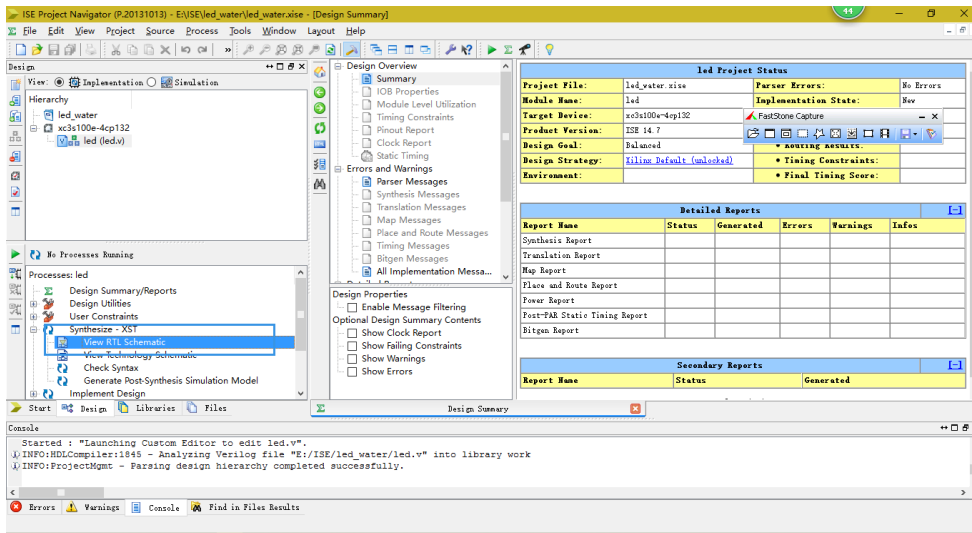 44
ISE Project Navigator (P.20131013) - E:\ISE\led_water\led_water.xise - [Design Summary]
File Edit View Project Source Process Tools Window Layout Help
Design
View: Implementation Simulation
Hierarchy
led_water
xc3s100e-4cp132
led (led.v)
No Processes Running
Processes: led
Design Summary/Reports
Design Utilities
User Constraints
Synthesize - XST
View RTL Schematic
View Technology Schematic
Check Syntax
Generate Post-Synthesis Simulation Model
Implement Design
Start Design Libraries Files
Design Overview
Summary
IOB Properties
Module Level Utilization
Timing Constraints
Pinout Report
Clock Report
Static Timing
Errors and Warnings
Parser Messages
Synthesis Messages
Translation Messages
Map Messages
Place and Route Messages
Timing Messages
Bitgen Messages
All Implementation Messa...
Design Properties
Enable Message Filtering
Optional Design Summary Contents
Show Clock Report
Show Failing Constraints
Show Warnings
Show Errors
Design Summary
led Project Status
Project File: led_water.xise Parser Errors: No Errors
Module Name: led Implementation State: New
Target Device: xc3s100e-4cp132
FastStone Capture
Product Version: ISE 14.7
Design Goal: Balanced • Routing Results:
Design Strategy: Xilinx Default (unlocked) • Timing Constraints:
Environment: • Final Timing Score:
Detailed Reports [-]
Report Name Status Generated Errors Warnings Infos
Synthesis Report
Translation Report
Map Report
Place and Route Report
Power Report
Post-PAR Static Timing Report
Bitgen Report
Secondary Reports [-]
Report Name Status Generated
Console
Started : "Launching Custom Editor to edit led.v".
INFO:HDLCompiler:1845 - Analyzing Verilog file "E:/ISE/led_water/led.v" into library work
INFO:ProjectMgmt - Parsing design hierarchy completed successfully.
Errors Warnings Console Find in Files Results